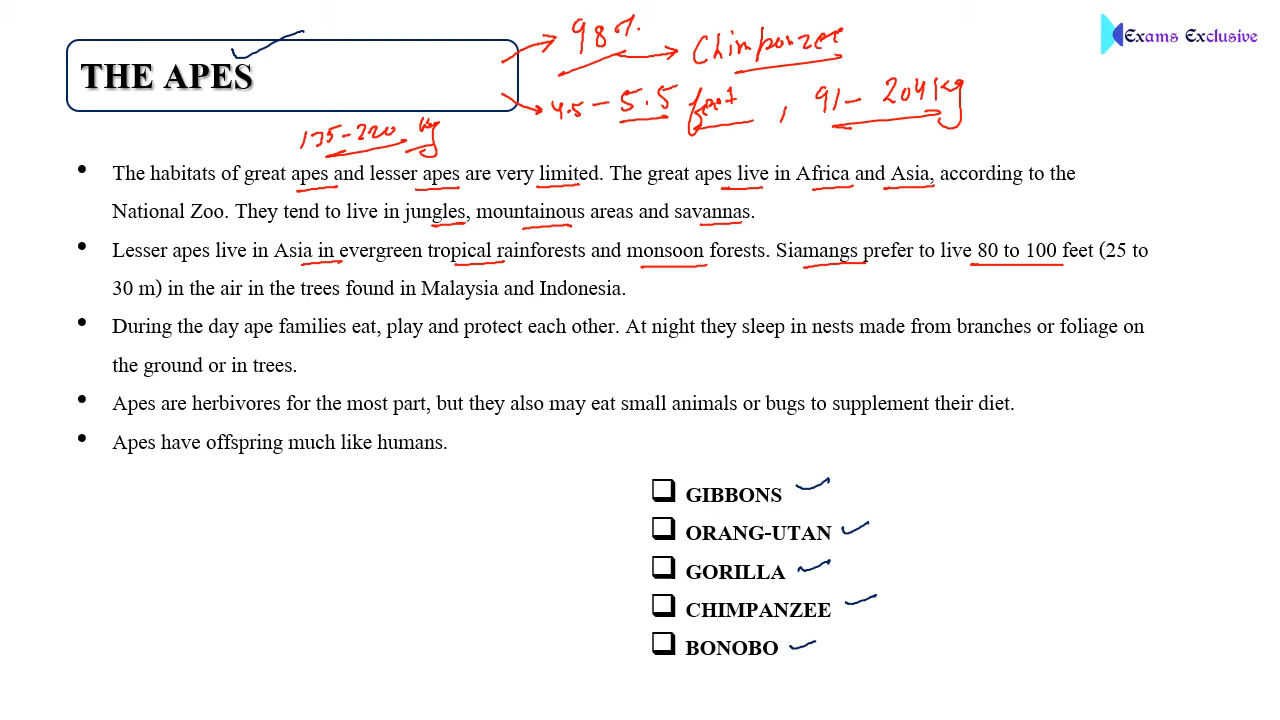 98%
Chimpanzee
Exams Exclusive
THE APES
4.5 - 5.5 feet, 91 - 204 kg
135-220 kg
• The habitats of great apes and lesser apes are very limited. The great apes live in Africa and Asia, according to the
National Zoo. They tend to live in jungles, mountainous areas and savannas.
• Lesser apes live in Asia in evergreen tropical rainforests and monsoon forests. Siamangs prefer to live 80 to 100 feet (25 to
30 m) in the air in the trees found in Malaysia and Indonesia.
• During the day ape families eat, play and protect each other. At night they sleep in nests made from branches or foliage on
the ground or in trees.
• Apes are herbivores for the most part, but they also may eat small animals or bugs to supplement their diet.
• Apes have offspring much like humans.
❑ GIBBONS
❑ ORANG-UTAN
❑ GORILLA
❑ CHIMPANZEE
❑ BONOBO